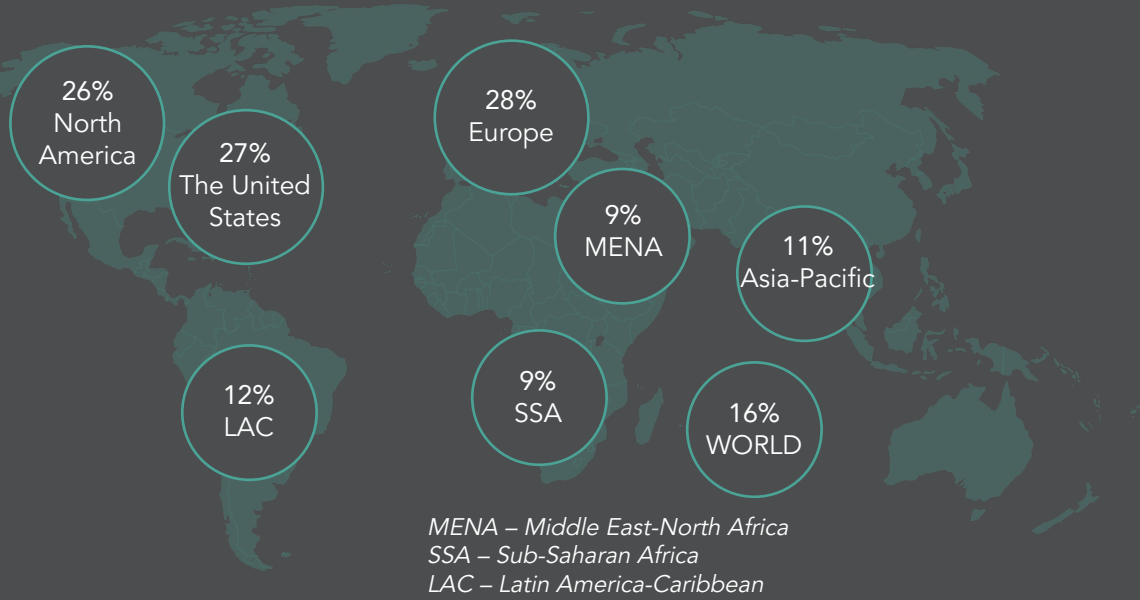 26%
North
America
27%
The United
States
28%
Europe
9%
MENA
11%
Asia-Pacific
12%
LAC
9%
SSA
16%
WORLD
MENA – Middle East-North Africa
SSA – Sub-Saharan Africa
LAC – Latin America-Caribbean